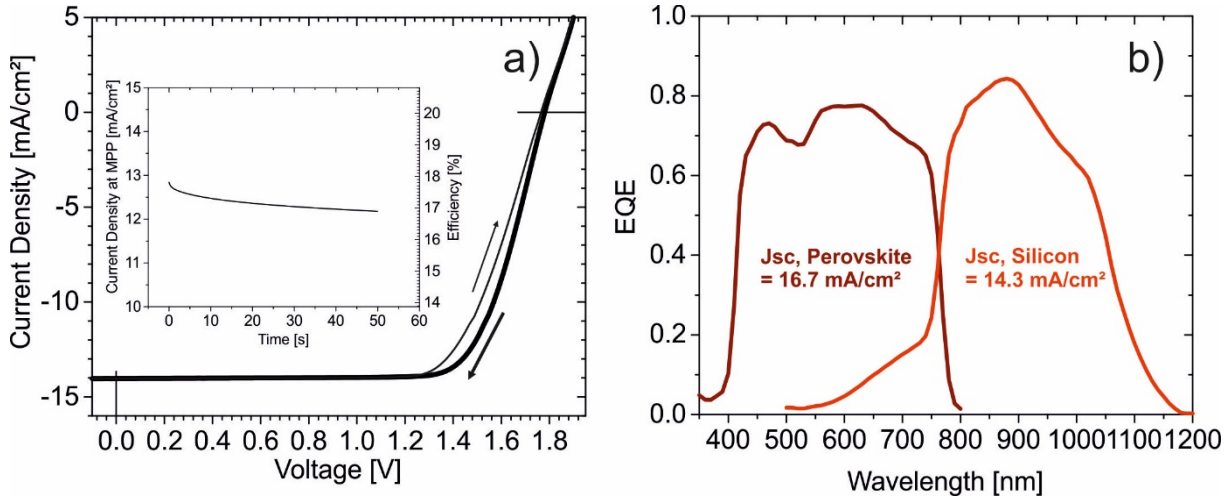 a)
Current Density [mA/cm²]
5
0
-5
-10
-15
0.0 0.2 0.4 0.6 0.8 1.0 1.2 1.4 1.6 1.8
Voltage [V]
Current Density at MPP [mA/cm²]
15
14
13
12
11
10
0 10 20 30 40 50 60
Time [s]
20
19
18
17
16
15
14
Efficiency [%]
b)
EQE
1.0
0.8
0.6
0.4
0.2
0.0
Jsc, Perovskite
= 16.7 mA/cm²
Jsc, Silicon
= 14.3 mA/cm²
400 500 600 700 800 900 1000 1100 1200
Wavelength [nm]